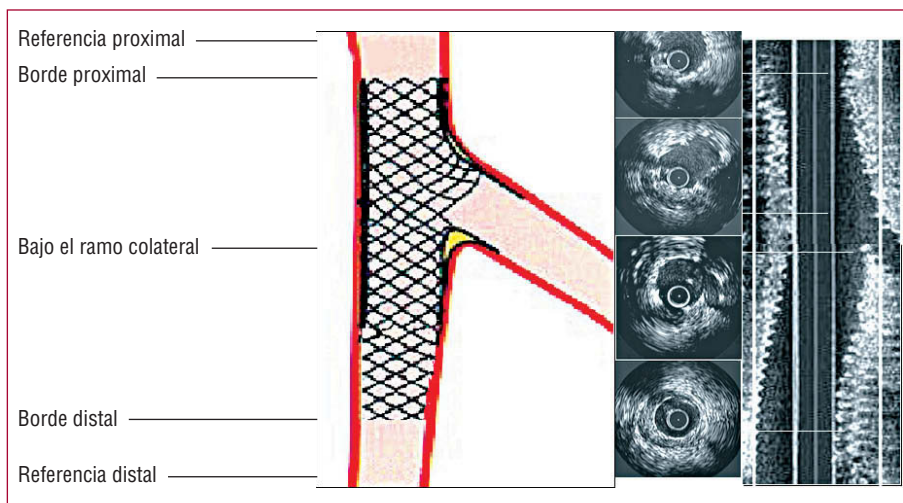 Referencia proximal
Borde proximal
Bajo el ramo colateral
Borde distal
Referencia distal